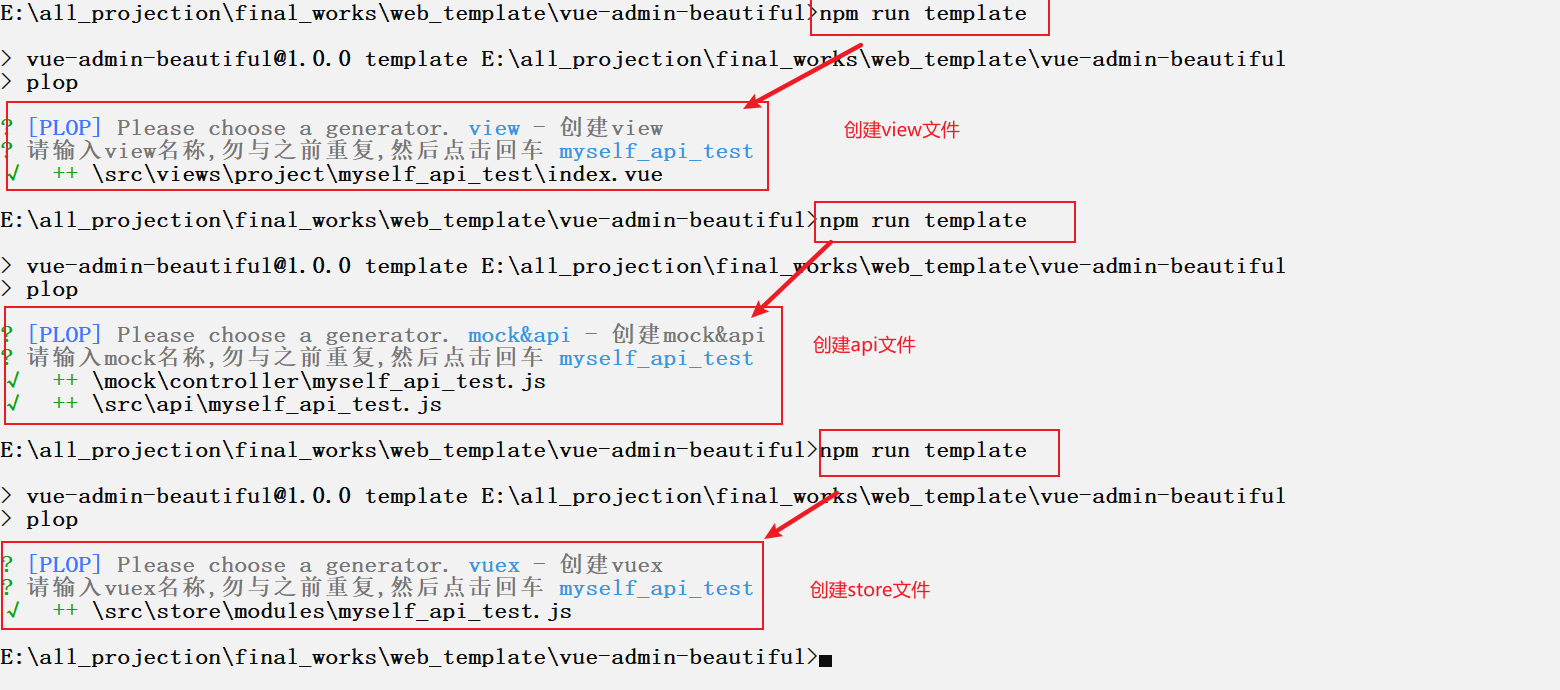 E:\all_projection\final_works\web_template\vue-admin-beautiful>npm run template
> vue-admin-beautiful@1.0.0 template E:\all_projection\final_works\web_template\vue-admin-beautiful
> plop
? [PLOP] Please choose a generator. view - 创建view
创建view文件
? 请输入view名称,勿与之前重复,然后点击回车 myself_api_test
√ ++ \src\views\project\myself_api_test\index.vue
E:\all_projection\final_works\web_template\vue-admin-beautiful>npm run template
> vue-admin-beautiful@1.0.0 template E:\all_projection\final_works\web_template\vue-admin-beautiful
> plop
? [PLOP] Please choose a generator. mock&api - 创建mock&api
创建api文件
? 请输入mock名称,勿与之前重复,然后点击回车 myself_api_test
√ ++ \mock\controller\myself_api_test.js
√ ++ \src\api\myself_api_test.js
E:\all_projection\final_works\web_template\vue-admin-beautiful>npm run template
> vue-admin-beautiful@1.0.0 template E:\all_projection\final_works\web_template\vue-admin-beautiful
> plop
? [PLOP] Please choose a generator. vuex - 创建vuex
? 请输入vuex名称,勿与之前重复,然后点击回车 myself_api_test
创建store文件
√ ++ \src\store\modules\myself_api_test.js
E:\all_projection\final_works\web_template\vue-admin-beautiful>